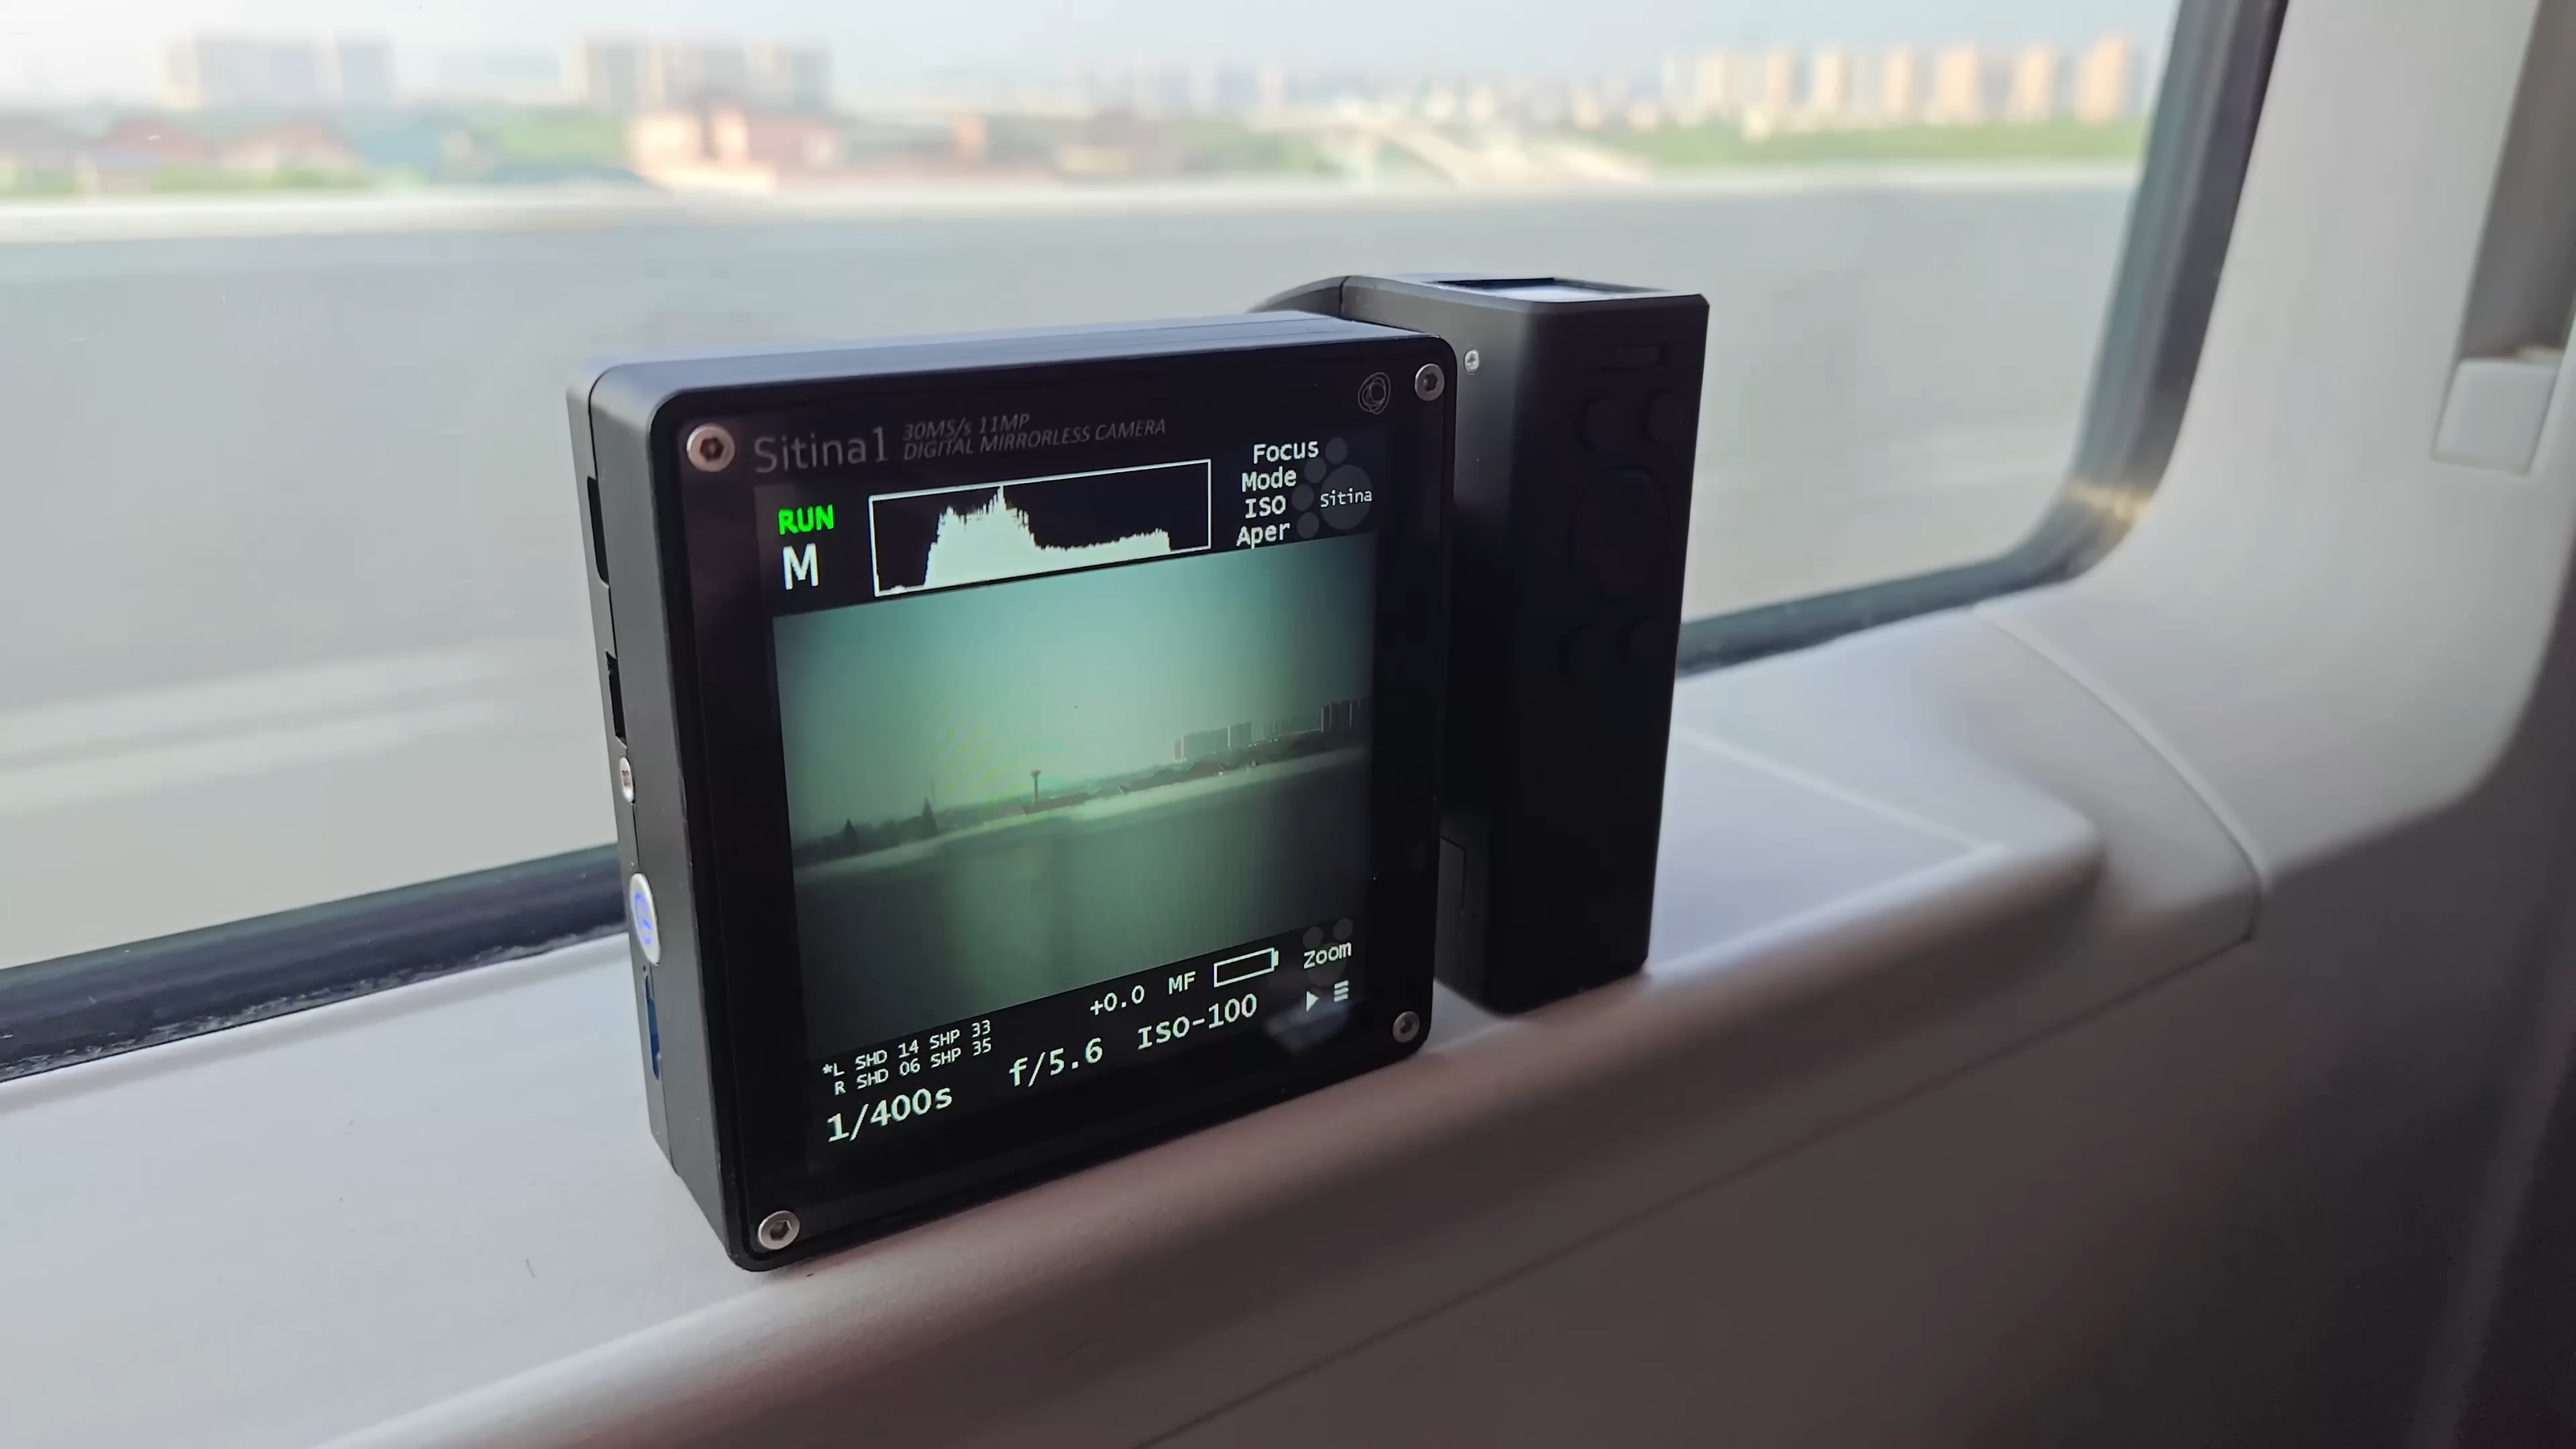 Sitina1
30MS/s 11MP
DIGITAL MIRRORLESS CAMERA
RUN
M
Focus
Mode
ISO
Aper
Sitina
+0.0 MF
Zoom
*L SHD 14 SHP 33
R SHD 06 SHP 35
1/400s
f/5.6
ISO-100